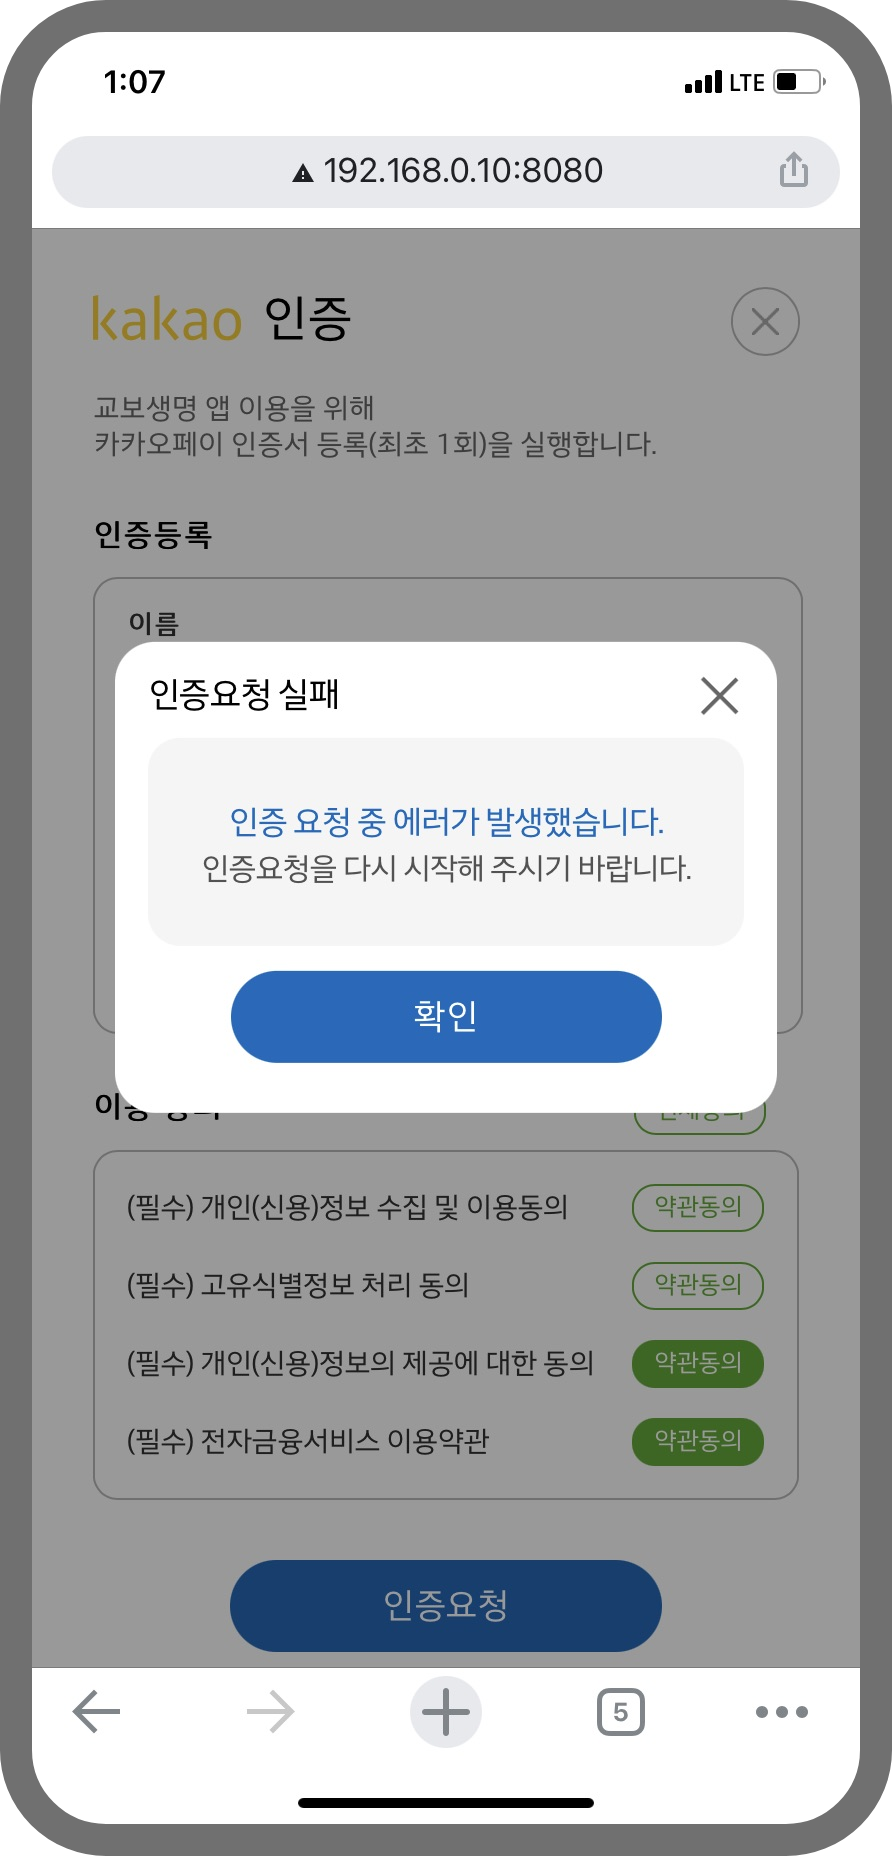 1:07
LTE
192.168.0.10:8080
kakao 인증
교보생명 앱 이용을 위해
카카오페이 인증서 등록(최초 1회)을 실행합니다.
인증등록
이름
인증요청 실패
인증 요청 중 에러가 발생했습니다.
인증요청을 다시 시작해 주시기 바랍니다.
확인
(필수) 개인(신용)정보 수집 및 이용동의
약관동의
(필수) 고유식별정보 처리 동의
약관동의
(필수) 개인(신용)정보의 제공에 대한 동의
약관동의
(필수) 전자금융서비스 이용약관
약관동의
인증요청
5